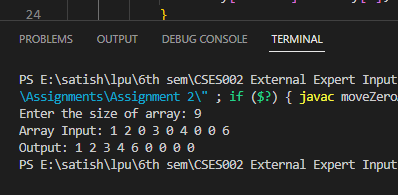 24 }
PROBLEMS OUTPUT DEBUG CONSOLE TERMINAL
PS E:\satish\lpu\6th sem\CSES002 External Expert Input
\Assignments\Assignment 2\" ; if ($?) { javac moveZero
Enter the size of array: 9
Array Input: 1 2 0 3 0 4 0 0 6
Output: 1 2 3 4 6 0 0 0 0
PS E:\satish\lpu\6th sem\CSES002 External Expert Input